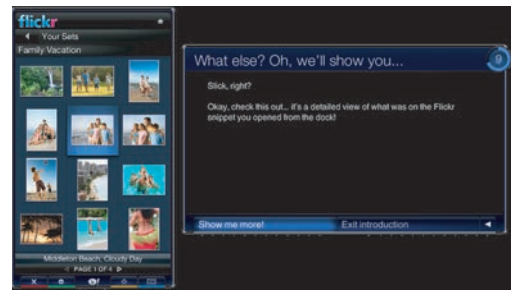 flickr
Your Sets
Family Vacation
Middleton Beach, Cloudy Day
PAGE 1 OF 4
What else? Oh, we'll show you...
9
Slick, right?
Okay, check this out... it's a detailed view of what was on the Flickr
snippet you opened from the dock!
Show me more!
Exit introduction